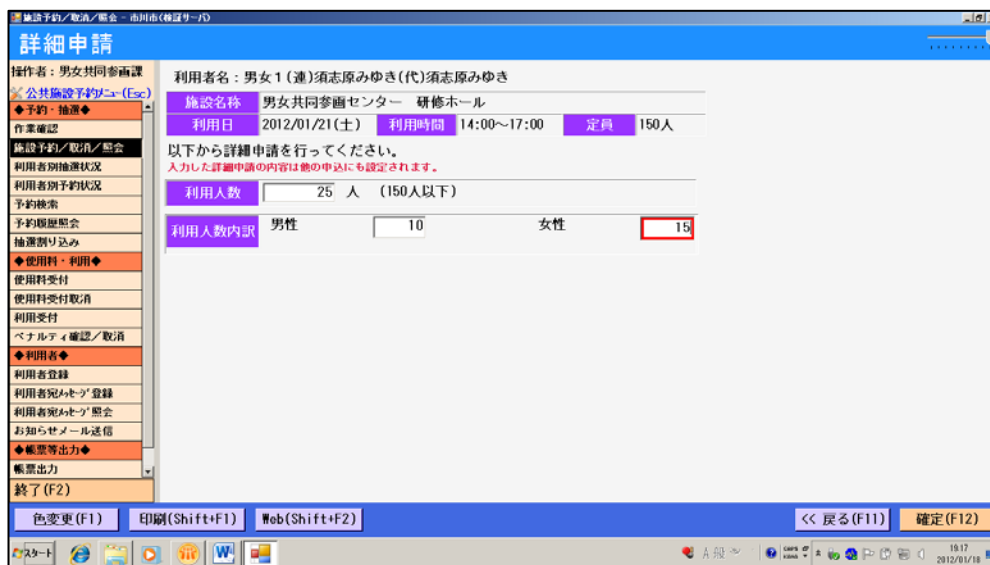 施設予約／取消／照会 - 市川市(検証サーバ)
詳細申請
操作者：男女共同参画課
公共施設予約ﾒﾆｭｰ(Esc)
◆予約・抽選◆
作業確認
施設予約／取消／照会
利用者別抽選状況
利用者別予約状況
予約検索
予約履歴照会
抽選割り込み
◆使用料・利用◆
使用料受付
使用料受付取消
利用受付
ペナルティ確認／取消
◆利用者◆
利用者登録
利用者宛ﾒｯｾｰｼﾞ登録
利用者宛ﾒｯｾｰｼﾞ照会
お知らせメール送信
◆帳票等出力◆
帳票出力
終了(F2)
利用者名：男女1(連)須志原みゆき(代)須志原みゆき
施設名称 男女共同参画センター 研修ホール
利用日 2012/01/21(土) 利用時間 14:00～17:00 定員 150人
以下から詳細申請を行ってください。
入力した詳細申請の内容は他の申込にも設定されます。
利用人数 25 人 (150人以下)
利用人数内訳 男性 10 女性 15
色変更(F1) 印刷(Shift+F1) Web(Shift+F2) << 戻る(F11) 確定(F12)
スタート A 般 CAPS KANA 19:17
2012/01/18